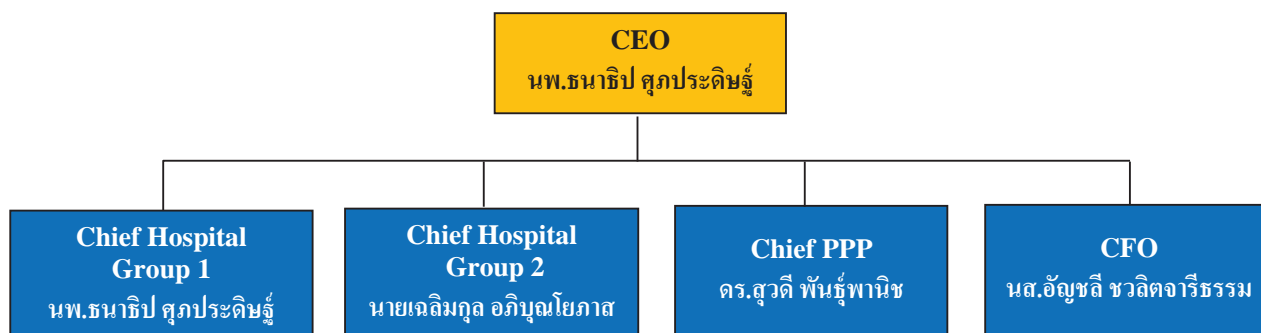 CEO
นพ.ธนาธิป ศุภประดิษฐ์
Chief Hospital
Group 1
นพ.ธนาธิป ศุภประดิษฐ์
Chief Hospital
Group 2
นายเฉลิมกุล อภิบุณโยภาส
Chief PPP
ดร.สุวดี พันธุ์พานิช
CFO
นส.อัญชลี ชวลิตจารีธรรม